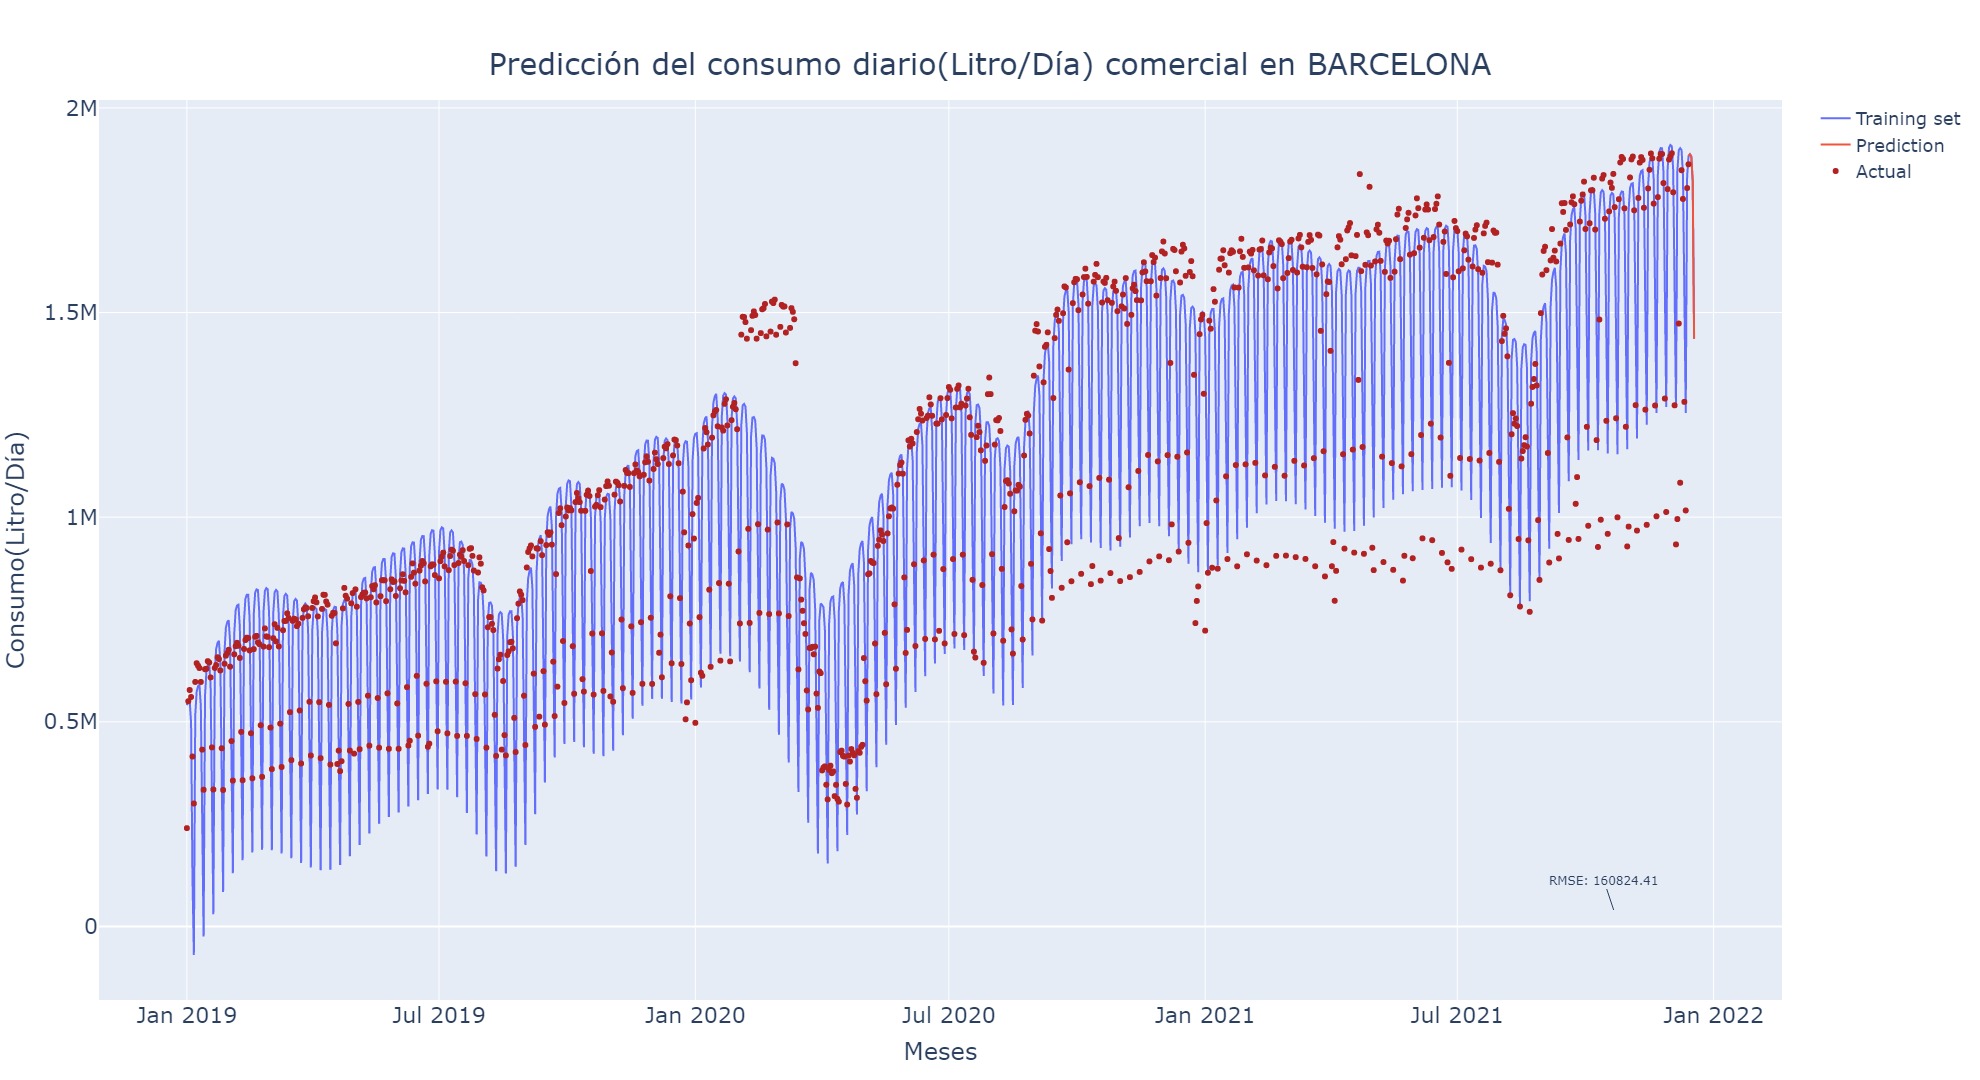 Predicción del consumo diario(Litro/Día) comercial en BARCELONA
Training set
Prediction
Actual
2M
1.5M
1M
0.5M
0
Consumo(Litro/Día)
RMSE: 160824.41
Jan 2019
Jul 2019
Jan 2020
Jul 2020
Jan 2021
Jul 2021
Jan 2022
Meses